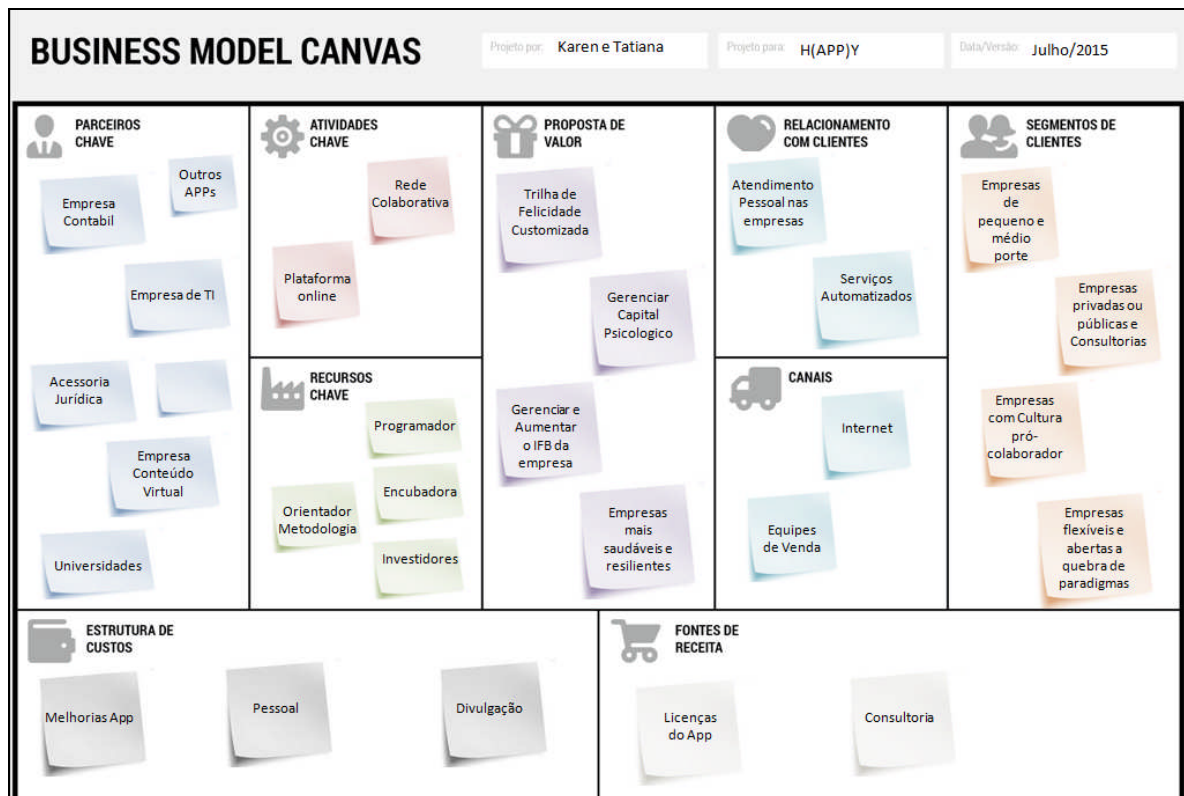 BUSINESS MODEL CANVAS
Projeto por: Karen e Tatiana
Projeto para: H(APP)Y
Data/Versão: Julho/2015
PARCEIROS
CHAVE
Empresa
Contabil
Outros
APPs
Empresa de TI
Acessoria
Jurídica
Empresa
Conteúdo
Virtual
Universidades
ATIVIDADES
CHAVE
Rede
Colaborativa
Plataforma
online
RECURSOS
CHAVE
Programador
Encubadora
Orientador
Metodologia
Investidores
PROPOSTA DE
VALOR
Trilha de
Felicidade
Customizada
Gerenciar
Capital
Psicologico
Gerenciar e
Aumentar
o IFB da
empresa
Empresas
mais
saudáveis e
resilientes
RELACIONAMENTO
COM CLIENTES
Atendimento
Pessoal nas
empresas
Serviços
Automatizados
CANAIS
Internet
Equipes
de Venda
SEGMENTOS DE
CLIENTES
Empresas
de
pequeno e
médio
porte
Empresas
privadas ou
públicas e
Consultorias
Empresas
com Cultura
pró-
colaborador
Empresas
flexíveis e
abertas a
quebra de
paradigmas
ESTRUTURA DE
CUSTOS
Melhorias App
Pessoal
Divulgação
FONTES DE
RECEITA
Licenças
do App
Consultoria